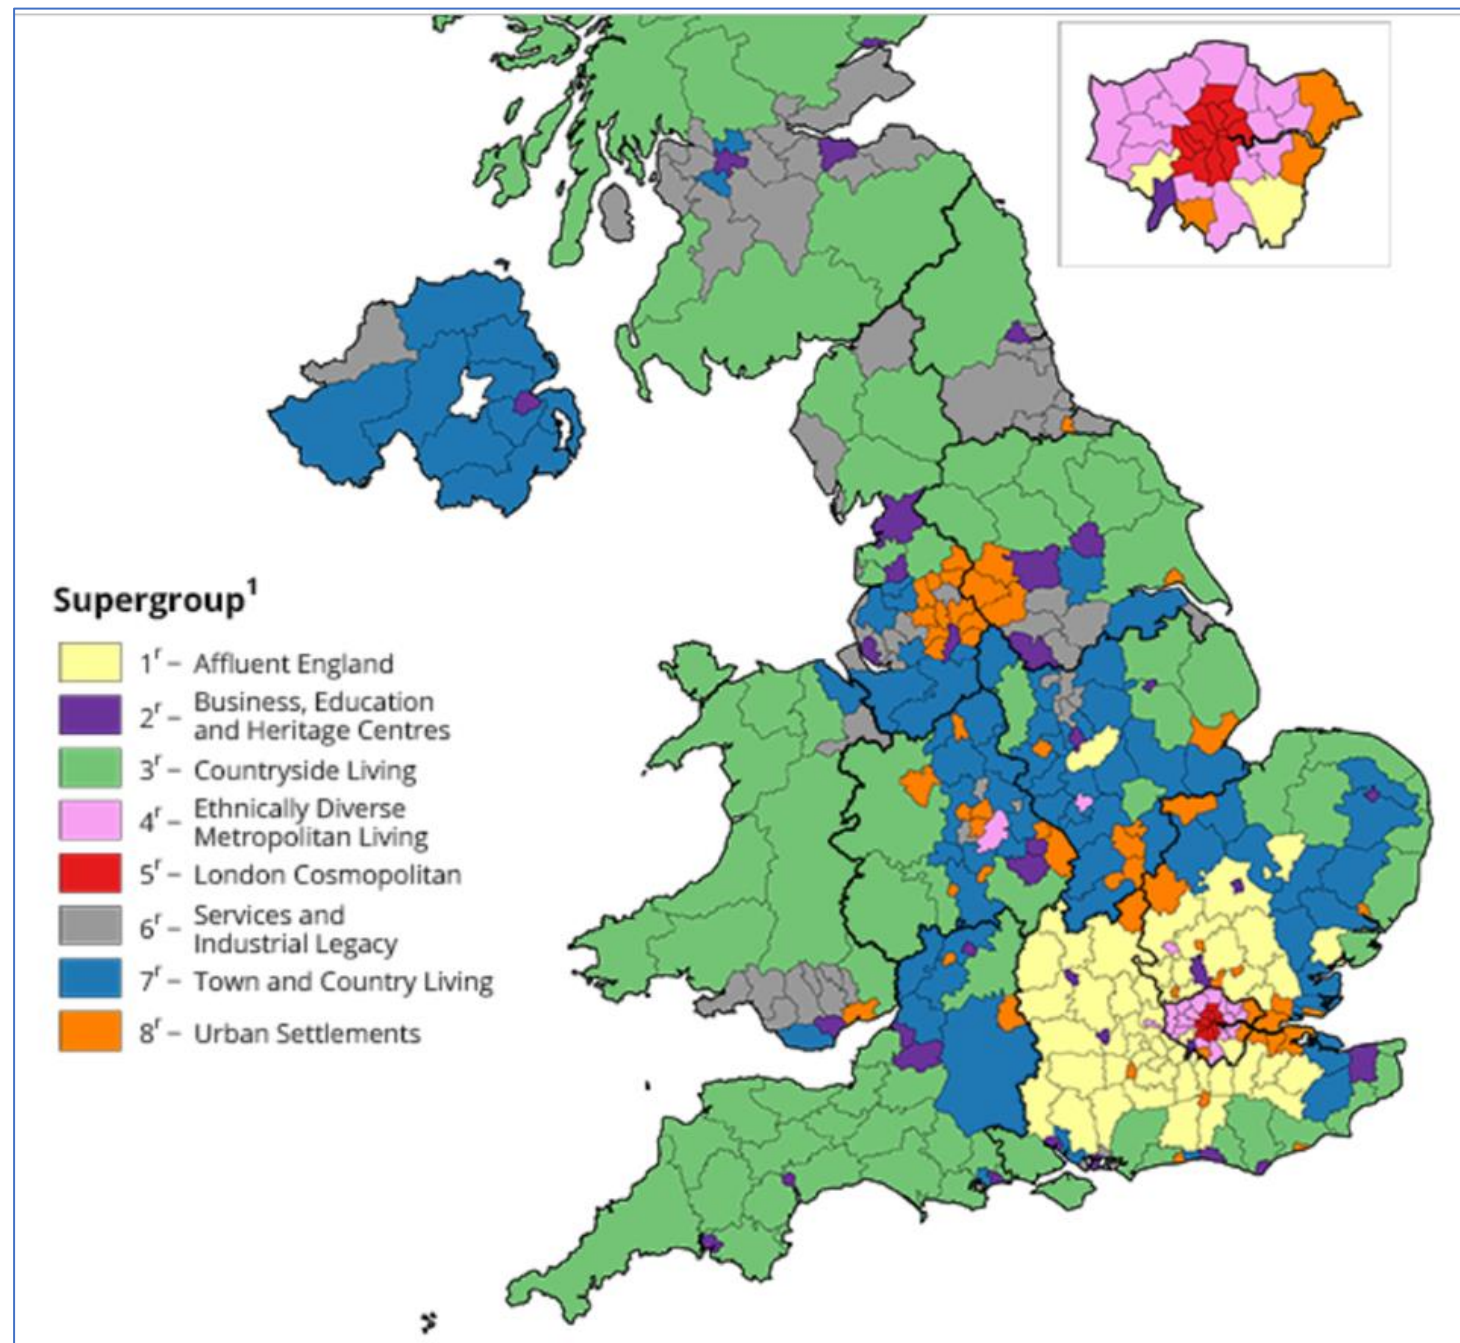 Supergroup¹
1ʳ – Affluent England
2ʳ – Business, Education
and Heritage Centres
3ʳ – Countryside Living
4ʳ – Ethnically Diverse
Metropolitan Living
5ʳ – London Cosmopolitan
6ʳ – Services and
Industrial Legacy
7ʳ – Town and Country Living
8ʳ – Urban Settlements